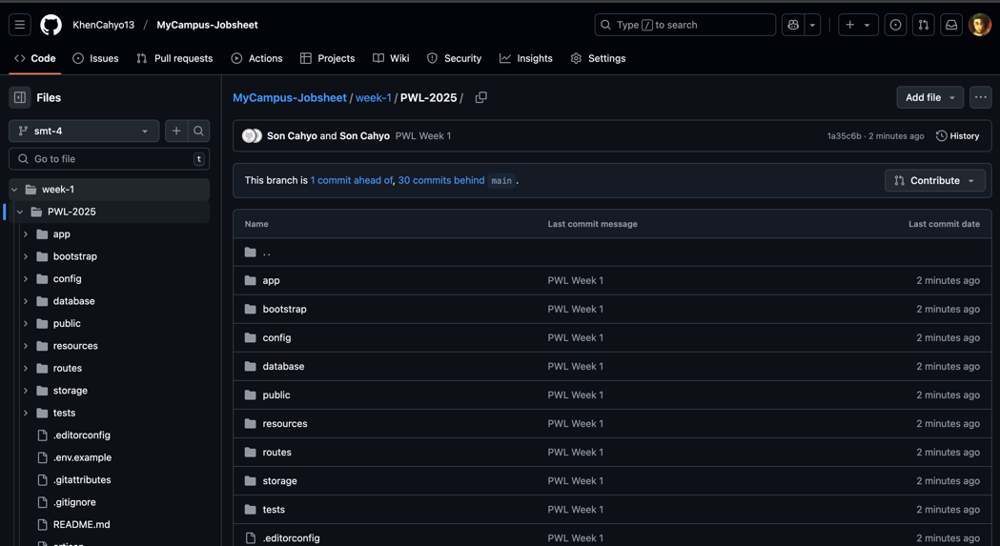 KhenCahyo13 / MyCampus-Jobsheet
Type / to search
Code Issues Pull requests Actions Projects Wiki Security Insights Settings
Files
smt-4
Go to file t
week-1
PWL-2025
app
bootstrap
config
database
public
resources
routes
storage
tests
.editorconfig
.env.example
.gitattributes
.gitignore
README.md
MyCampus-Jobsheet / week-1 / PWL-2025 /
Add file
Son Cahyo and Son Cahyo PWL Week 1 1a35c6b · 2 minutes ago History
This branch is 1 commit ahead of, 30 commits behind main .
Contribute
Name Last commit message Last commit date
..
app PWL Week 1 2 minutes ago
bootstrap PWL Week 1 2 minutes ago
config PWL Week 1 2 minutes ago
database PWL Week 1 2 minutes ago
public PWL Week 1 2 minutes ago
resources PWL Week 1 2 minutes ago
routes PWL Week 1 2 minutes ago
storage PWL Week 1 2 minutes ago
tests PWL Week 1 2 minutes ago
.editorconfig PWL Week 1 2 minutes ago